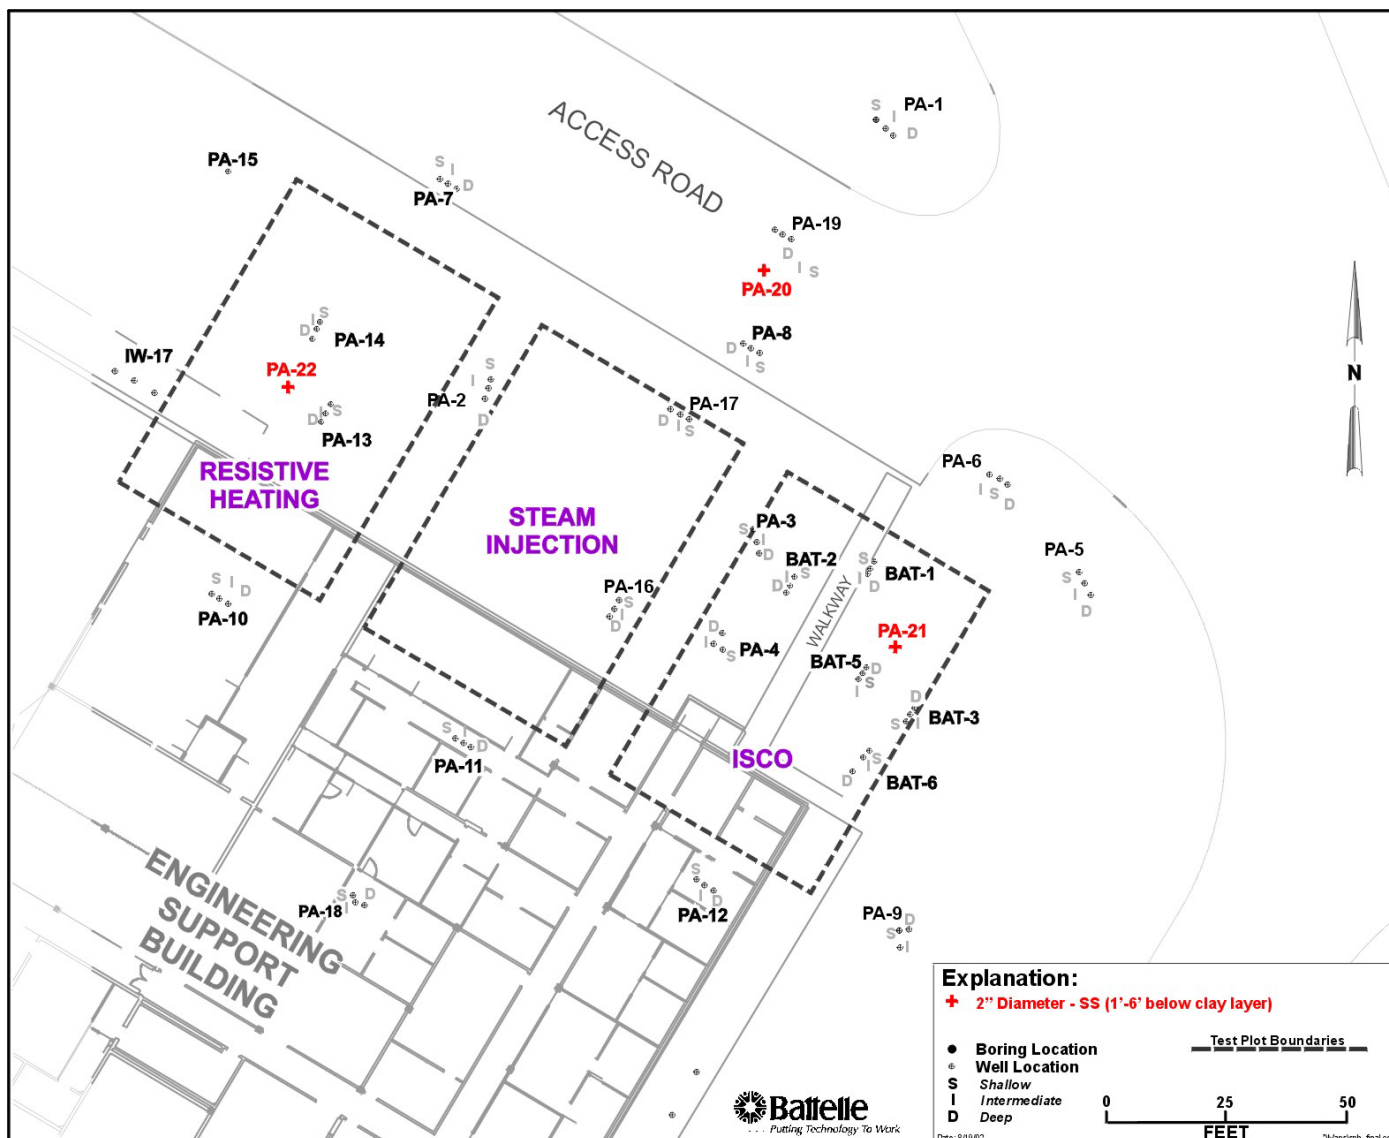 S
I
D
PA-1
ACCESS ROAD
PA-15
S
I
D
PA-7
PA-19
D
I
S
PA-20
S
I
D
PA-14
PA-8
D
I
S
IW-17
PA-22
S
I
D
PA-2
PA-17
D
I
S
S
I
D
PA-13
PA-6
I
S
D
RESISTIVE
HEATING
STEAM
INJECTION
PA-3
S
I
D
BAT-2
S
I
D
S
I
D
BAT-1
PA-5
S
I
D
N
S
I
D
PA-10
PA-16
S
I
D
WALKWAY
PA-21
D
I
S
PA-4
BAT-5
D
S
I
D
S
I
BAT-3
S
I
D
PA-11
ISCO
S
I
D
BAT-6
ENGINEERING
SUPPORT
BUILDING
S
D
I
PA-18
S
I
D
PA-12
PA-9
D
S
I
Explanation:
2" Diameter - SS (1'-6' below clay layer)
Boring Location
Well Location
S Shallow
I Intermediate
D Deep
Test Plot Boundaries
0 25 50
FEET
Battelle
Putting Technology To Work